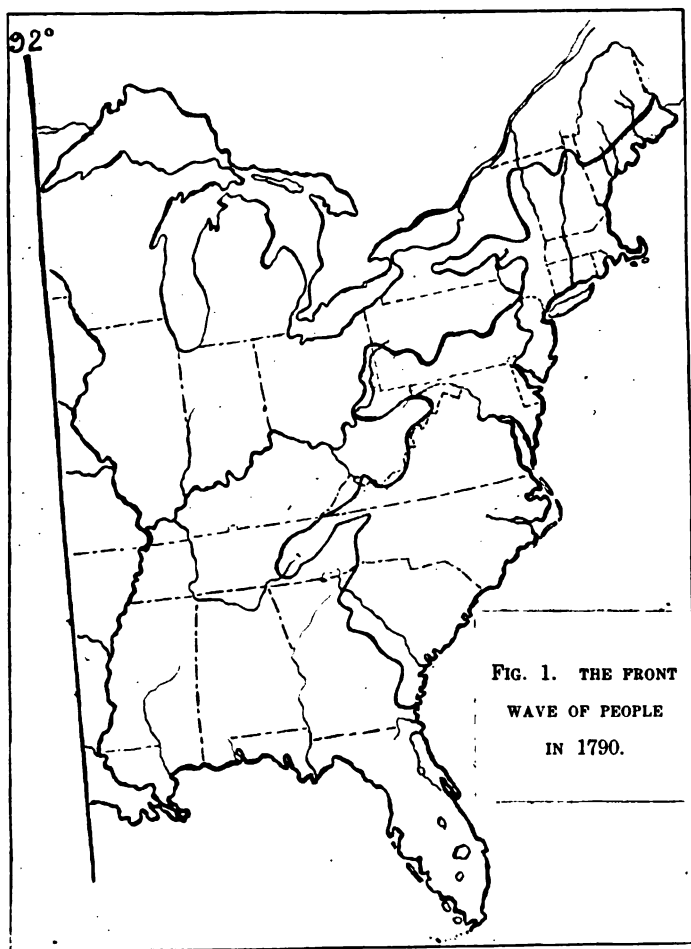 92°
FIG. 1. THE FRONT
WAVE OF PEOPLE
IN 1790.